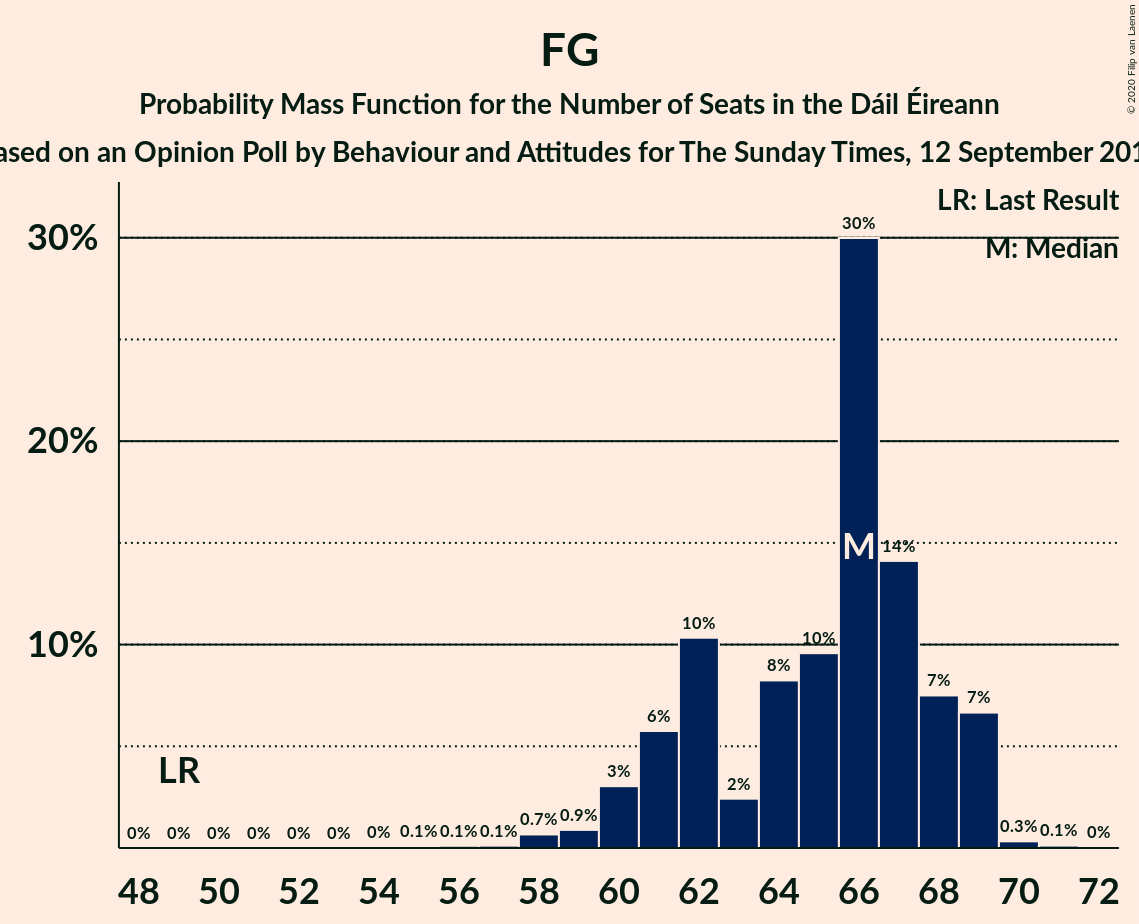 FG
Probability Mass Function for the Number of Seats in the Dáil Éireann
ased on an Opinion Poll by Behaviour and Attitudes for The Sunday Times, 12 September 201
© 2020 Filip van Laenen
LR: Last Result
M: Median
30%
20%
10%
LR
M
0% 0% 0% 0% 0% 0% 0% 0.1% 0.1% 0.1% 0.7% 0.9% 3% 6% 10% 2% 8% 10% 30% 14% 7% 7% 0.3% 0.1% 0%
48 50 52 54 56 58 60 62 64 66 68 70 72